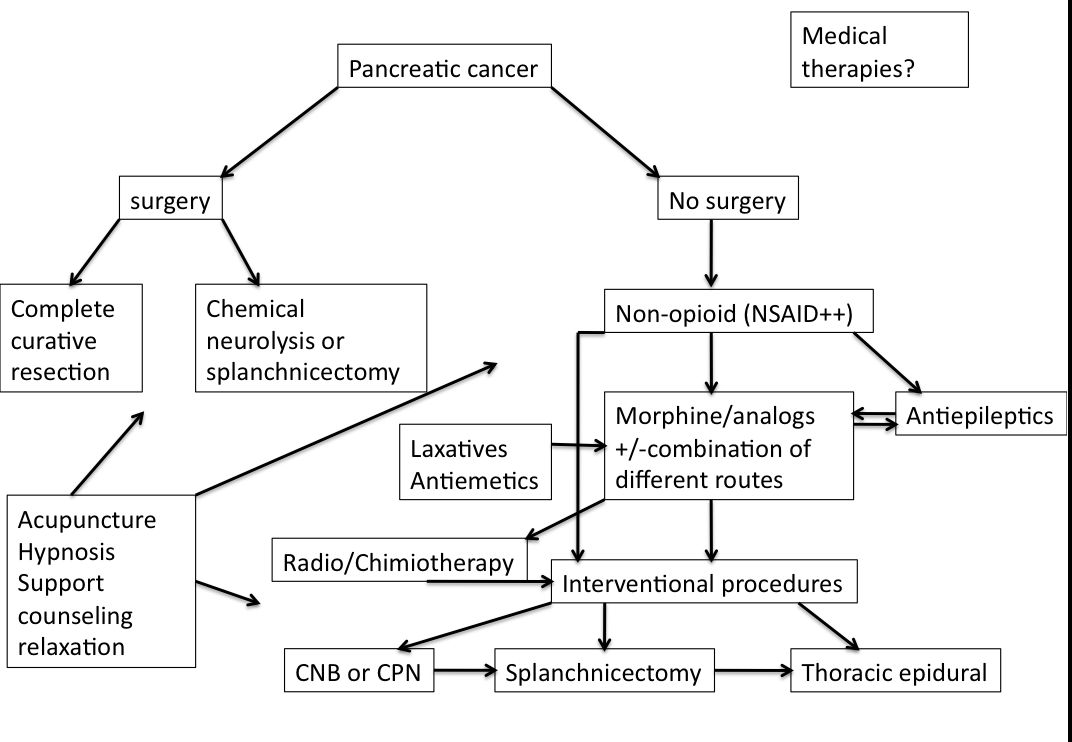 Medical
therapies?
Pancreatic cancer
surgery
No surgery
Complete
curative
resection
Chemical
neurolysis or
splanchnicectomy
Non-opioid (NSAID++)
Morphine/analogs
+/-combination of
different routes
Antiepileptics
Laxatives
Antiemetics
Acupuncture
Hypnosis
Support
counseling
relaxation
Radio/Chimiotherapy
Interventional procedures
CNB or CPN
Splanchnicectomy
Thoracic epidural